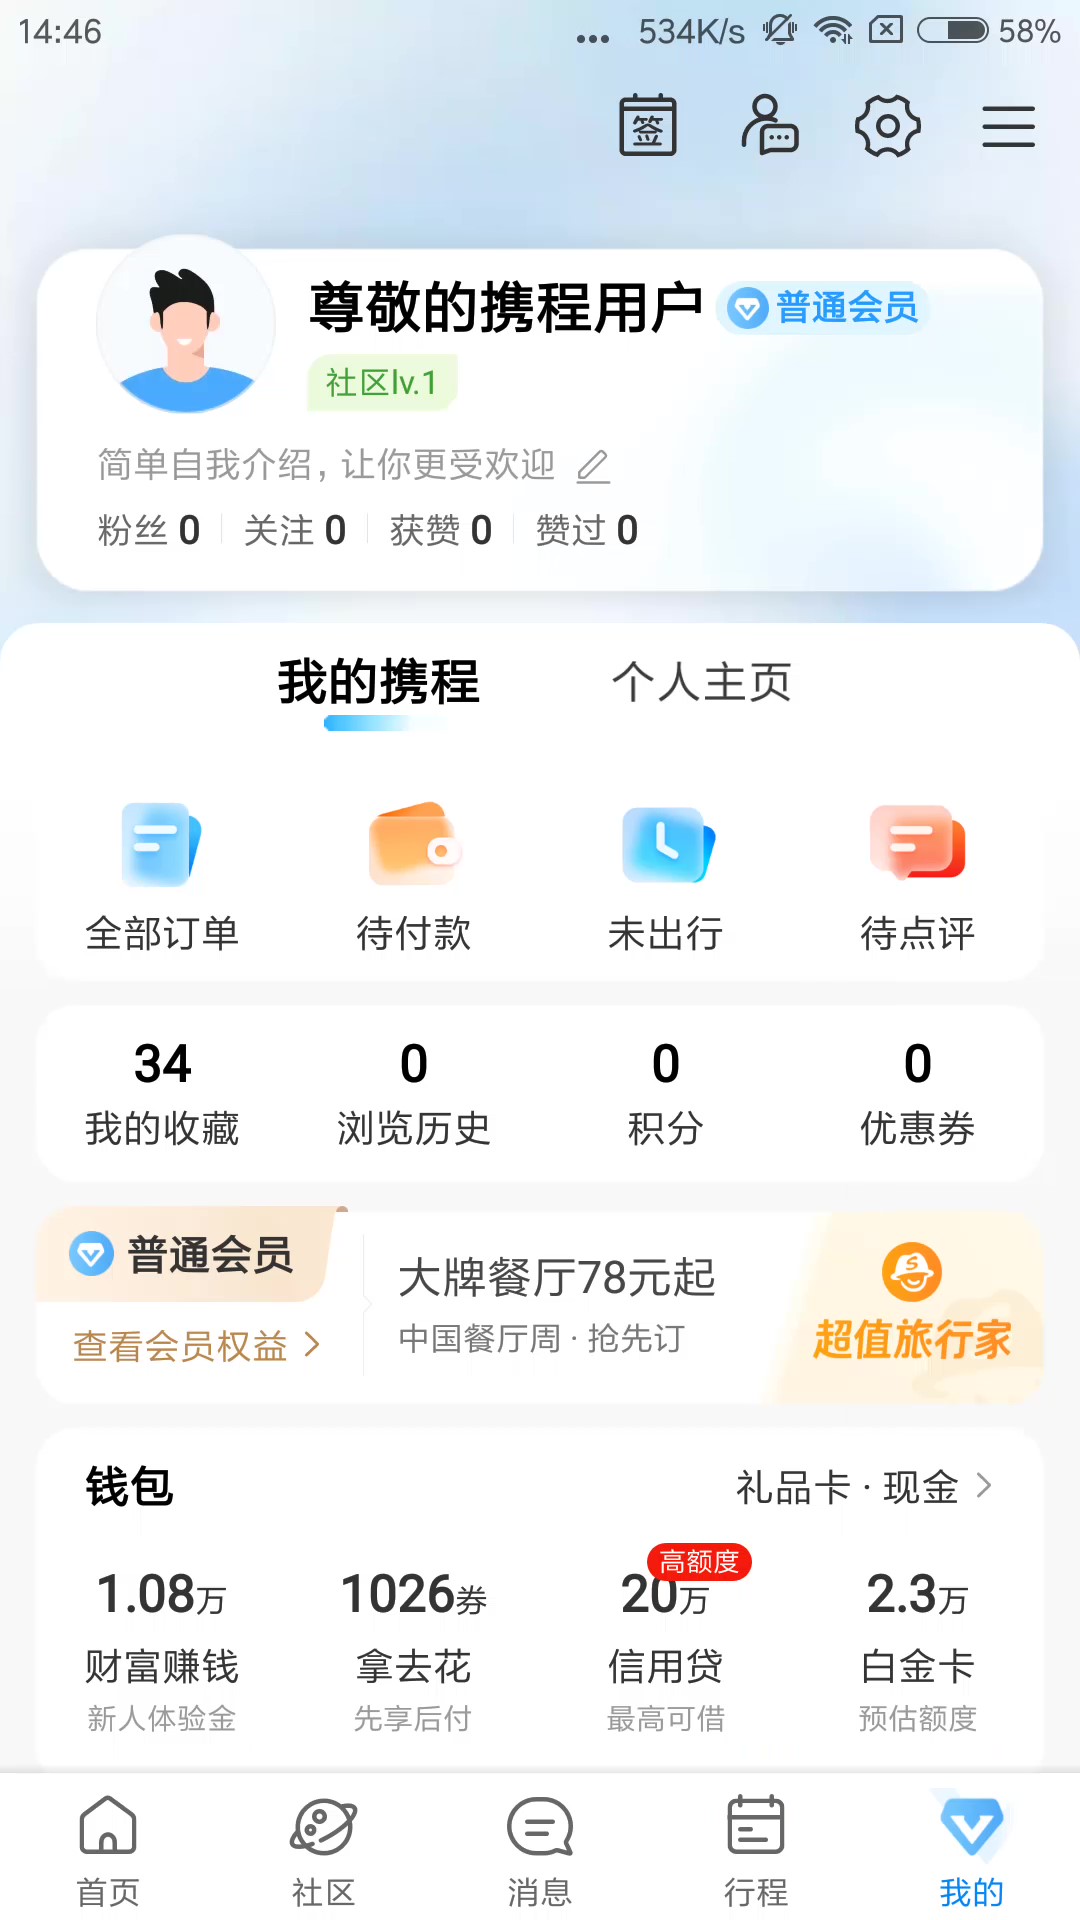 14:46 ... 534K/s 58%
签
尊敬的携程用户 普通会员
社区lv.1
简单自我介绍，让你更受欢迎
粉丝 0 关注 0 获赞 0 赞过 0
我的携程 个人主页
全部订单 待付款 未出行 待点评
34 0 0 0
我的收藏 浏览历史 积分 优惠券
普通会员
查看会员权益
大牌餐厅78元起
中国餐厅周 · 抢先订
超值旅行家
钱包 礼品卡 · 现金
高额度
1.08万 1026券 20万 2.3万
财富赚钱 拿去花 信用贷 白金卡
新人体验金 先享后付 最高可借 预估额度
首页 社区 消息 行程 我的